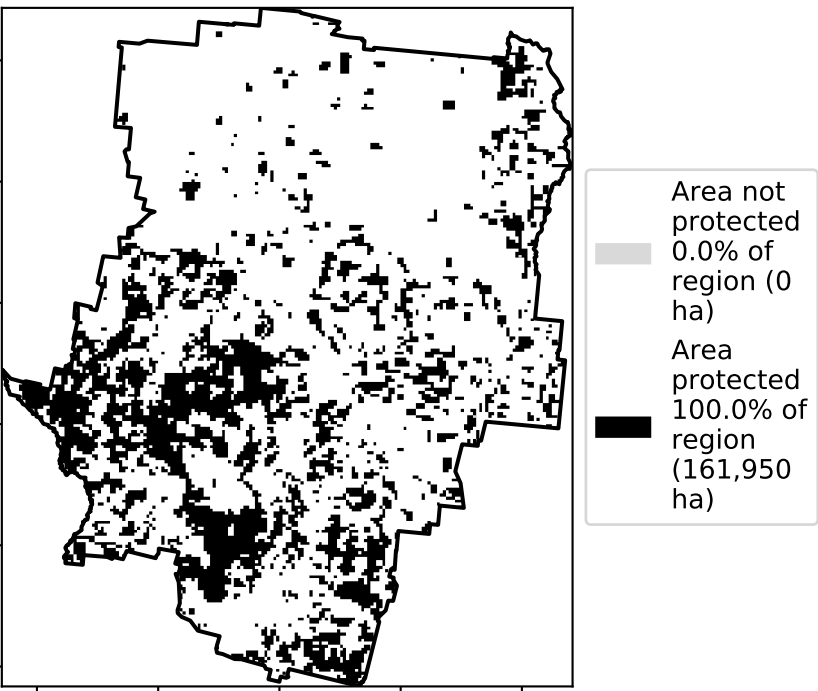 Area not
protected
0.0% of
region (0
ha)
Area
protected
100.0% of
region
(161,950
ha)